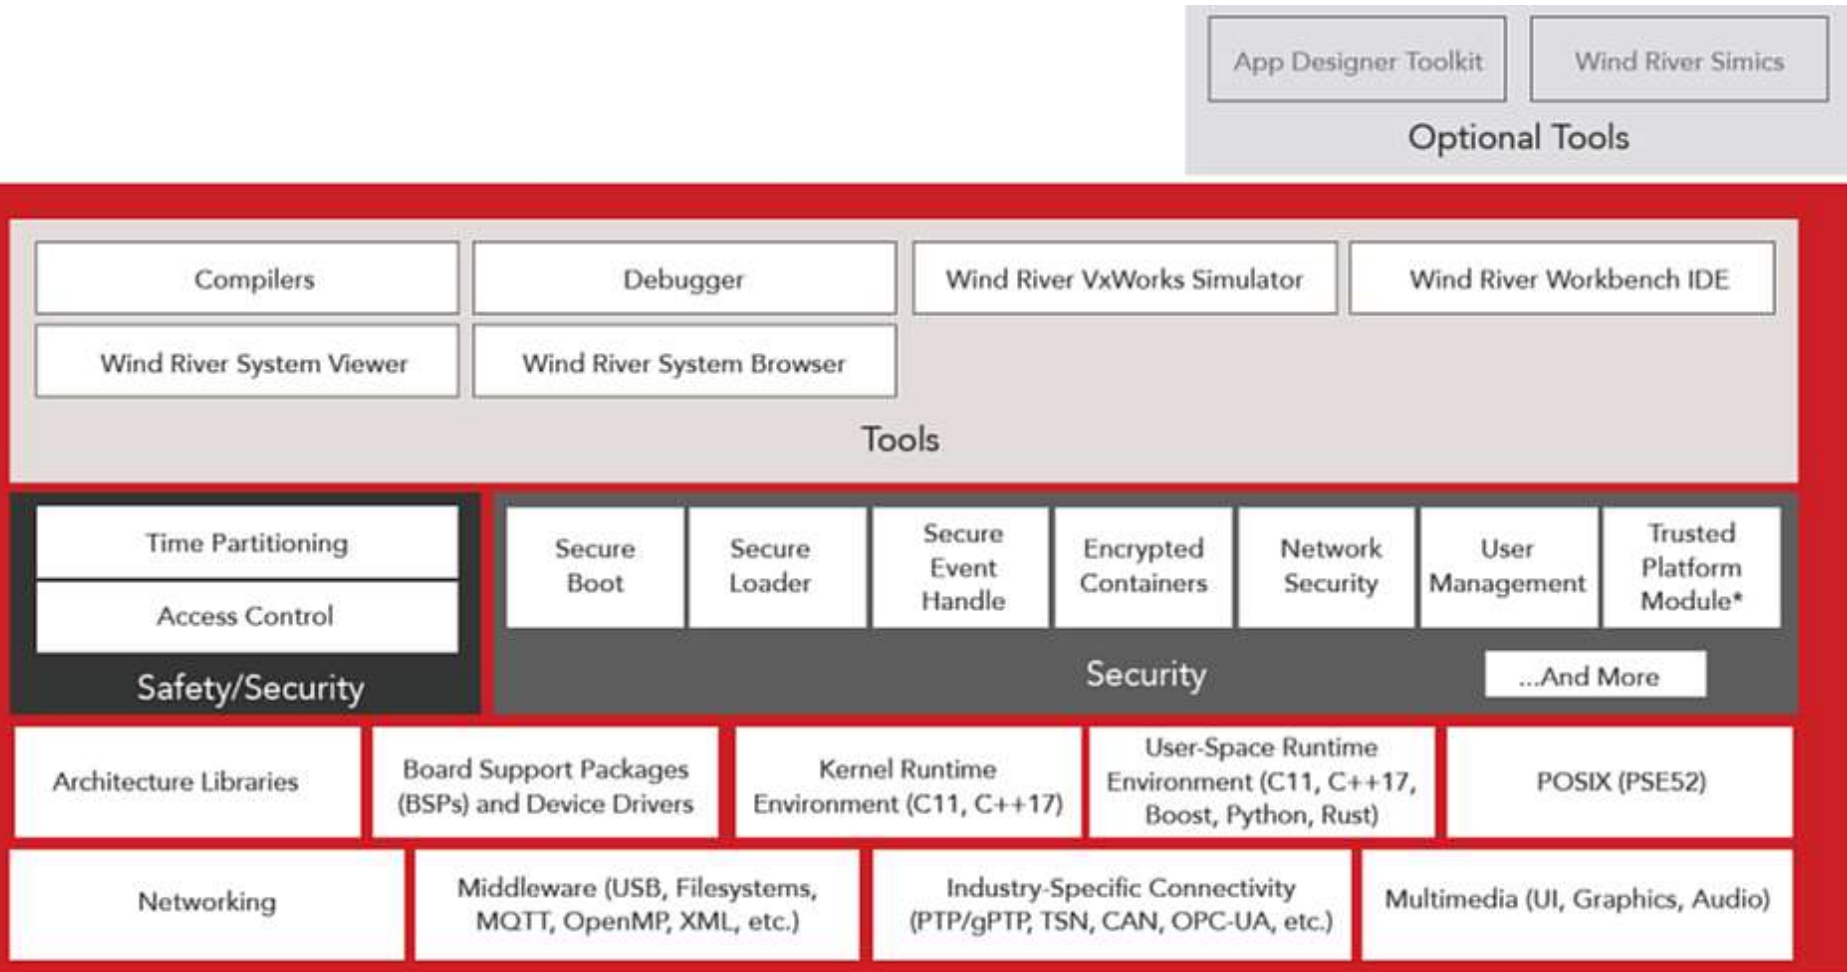 App Designer Toolkit
Wind River Simics
Optional Tools
Compilers
Debugger
Wind River VxWorks Simulator
Wind River Workbench IDE
Wind River System Viewer
Wind River System Browser
Tools
Time Partitioning
Access Control
Safety/Security
Secure
Boot
Secure
Loader
Secure
Event
Handle
Encrypted
Containers
Network
Security
User
Management
Trusted
Platform
Module*
Security
...And More
Architecture Libraries
Board Support Packages
(BSPs) and Device Drivers
Kernel Runtime
Environment (C11, C++17)
User-Space Runtime
Environment (C11, C++17,
Boost, Python, Rust)
POSIX (PSE52)
Networking
Middleware (USB, Filesystems,
MQTT, OpenMP, XML, etc.)
Industry-Specific Connectivity
(PTP/gPTP, TSN, CAN, OPC-UA, etc.)
Multimedia (UI, Graphics, Audio)